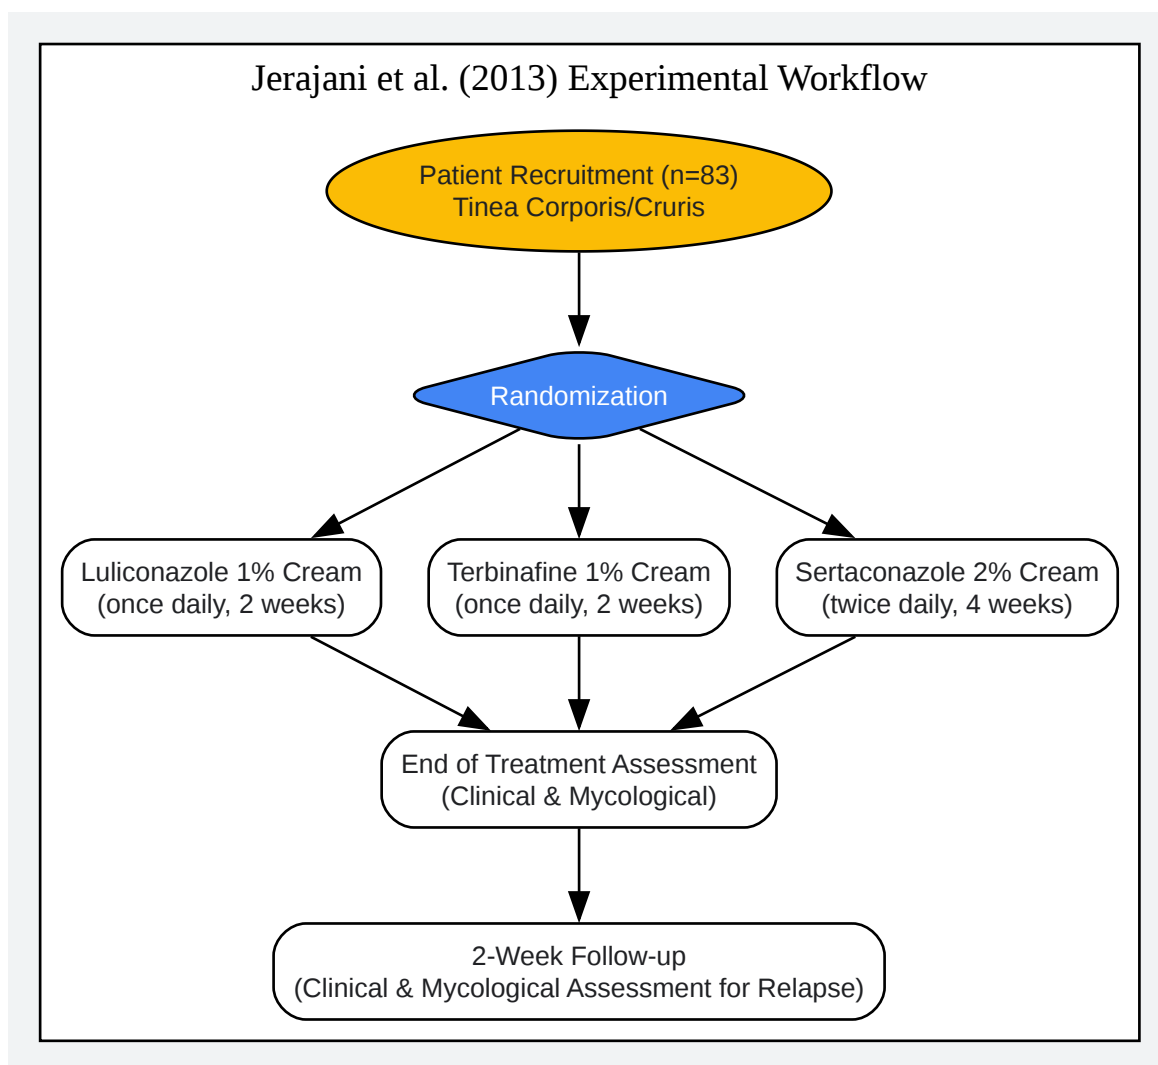 Jerajani et al. (2013) Experimental Workflow
Patient Recruitment (n=83)
Tinea Corporis/Cruris
Randomization
Luliconazole 1% Cream
(once daily, 2 weeks)
Terbinafine 1% Cream
(once daily, 2 weeks)
Sertaconazole 2% Cream
(twice daily, 4 weeks)
End of Treatment Assessment
(Clinical & Mycological)
2-Week Follow-up
(Clinical & Mycological Assessment for Relapse)